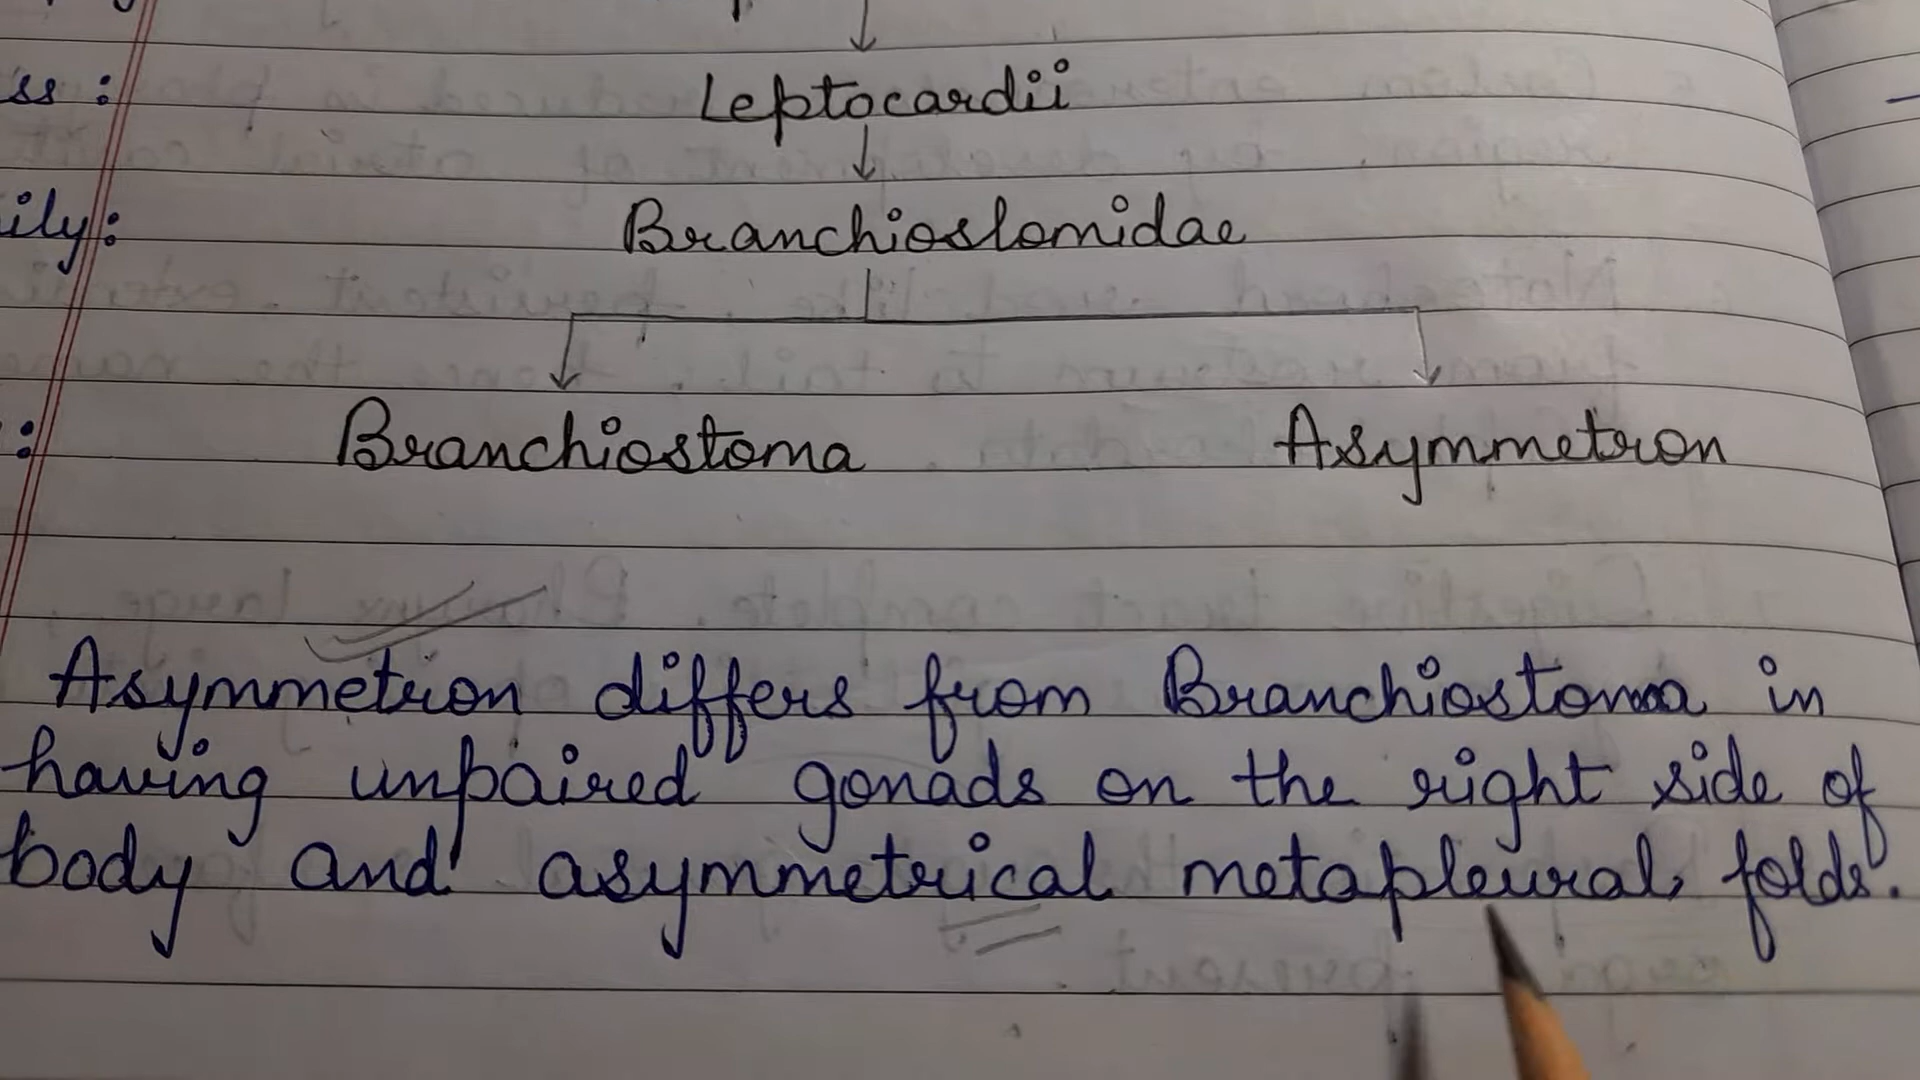 ss :
Leptocardii
ily:
Branchiostomidae
:
Branchiostoma Asymmetron
Asymmetron differs from Branchiostoma in
having unpaired gonads on the right side of
body and asymmetrical metapleural folds.